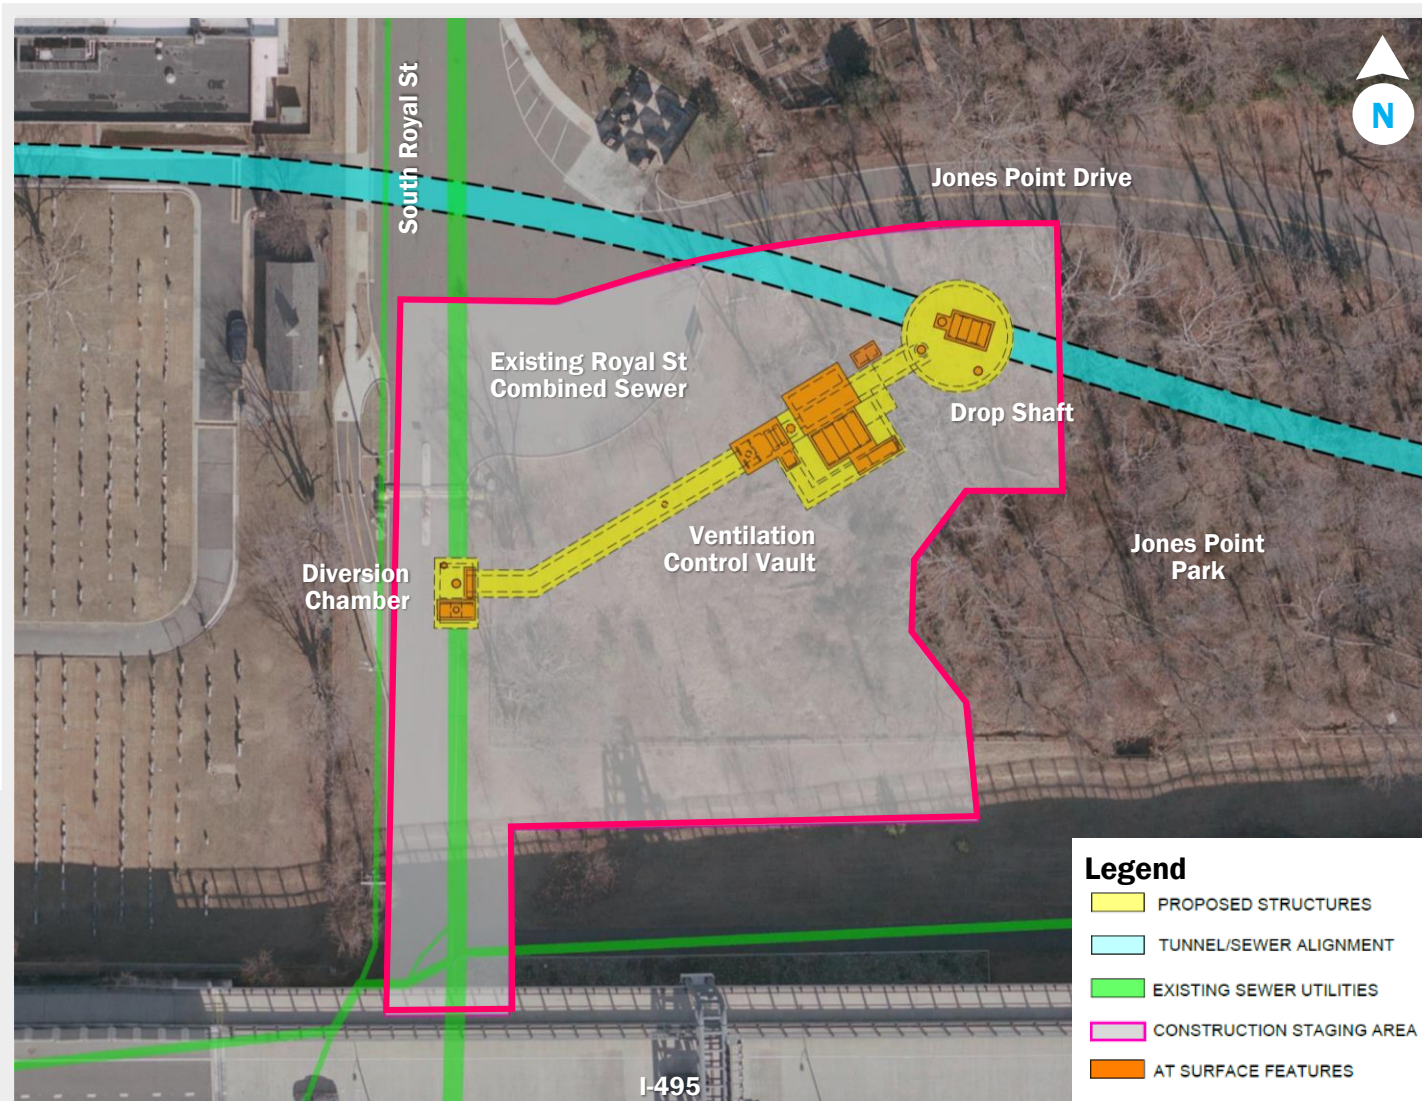 N
South Royal St
Jones Point Drive
Existing Royal St
Combined Sewer
Drop Shaft
Ventilation
Control Vault
Jones Point
Park
Diversion
Chamber
I-495
Legend
PROPOSED STRUCTURES
TUNNEL/SEWER ALIGNMENT
EXISTING SEWER UTILITIES
CONSTRUCTION STAGING AREA
AT SURFACE FEATURES